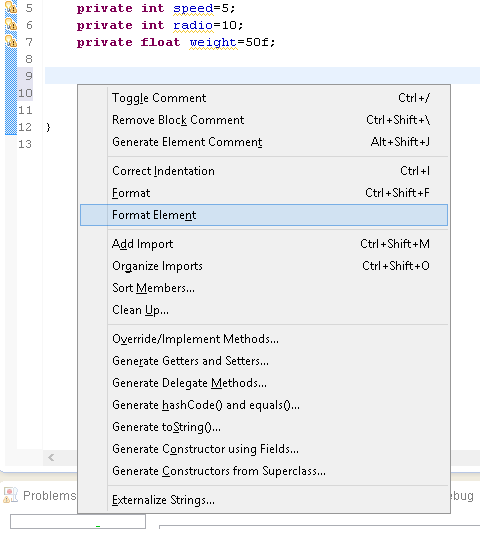 5 private int speed=5;
6 private int radio=10;
7 private float weight=50f;
8
9
10
11
12 }
13
Toggle Comment Ctrl+/
Remove Block Comment Ctrl+Shift+\
Generate Element Comment Alt+Shift+J
Correct Indentation Ctrl+I
Format Ctrl+Shift+F
Format Element
Add Import Ctrl+Shift+M
Organize Imports Ctrl+Shift+O
Sort Members...
Clean Up...
Override/Implement Methods...
Generate Getters and Setters...
Generate Delegate Methods...
Generate hashCode() and equals()...
Generate toString()...
Generate Constructor using Fields...
Generate Constructors from Superclass...
Externalize Strings...
Problems ebug